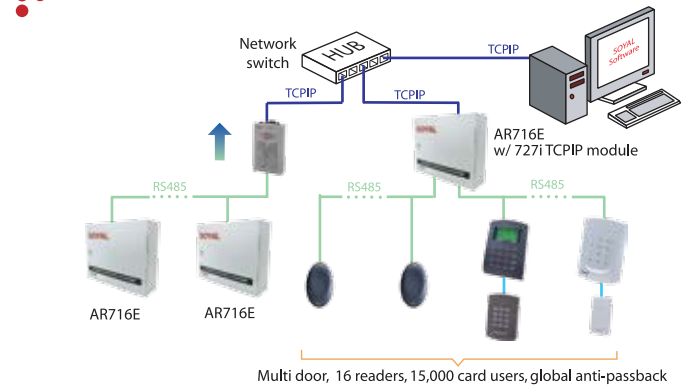 Network
switch
HUB
TCPIP
SOYAL
Software
TCPIP
TCPIP
AR716E
w/ 727i TCPIP module
SOYAL
RS485
RS485
RS485
SOYAL
SOYAL
AR716E
AR716E
Multi door, 16 readers, 15,000 card users, global anti-passback